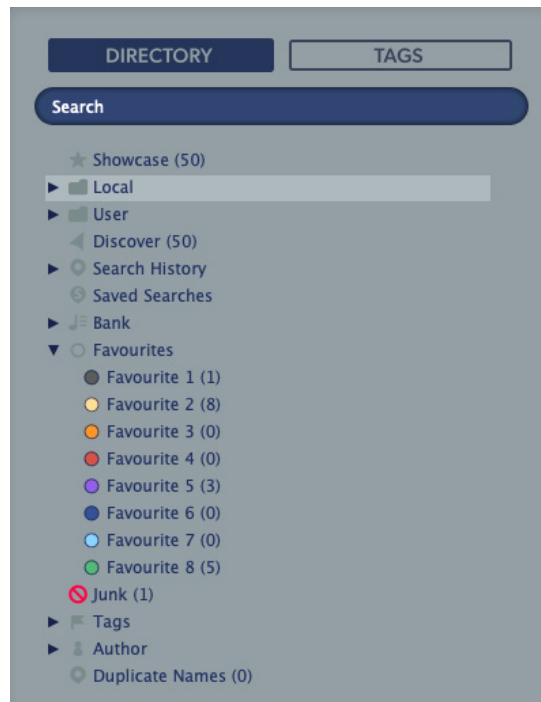 DIRECTORY TAGS
Search
Showcase (50)
Local
User
Discover (50)
Search History
Saved Searches
Bank
Favourites
Favourite 1 (1)
Favourite 2 (8)
Favourite 3 (0)
Favourite 4 (0)
Favourite 5 (3)
Favourite 6 (0)
Favourite 7 (0)
Favourite 8 (5)
Junk (1)
Tags
Author
Duplicate Names (0)